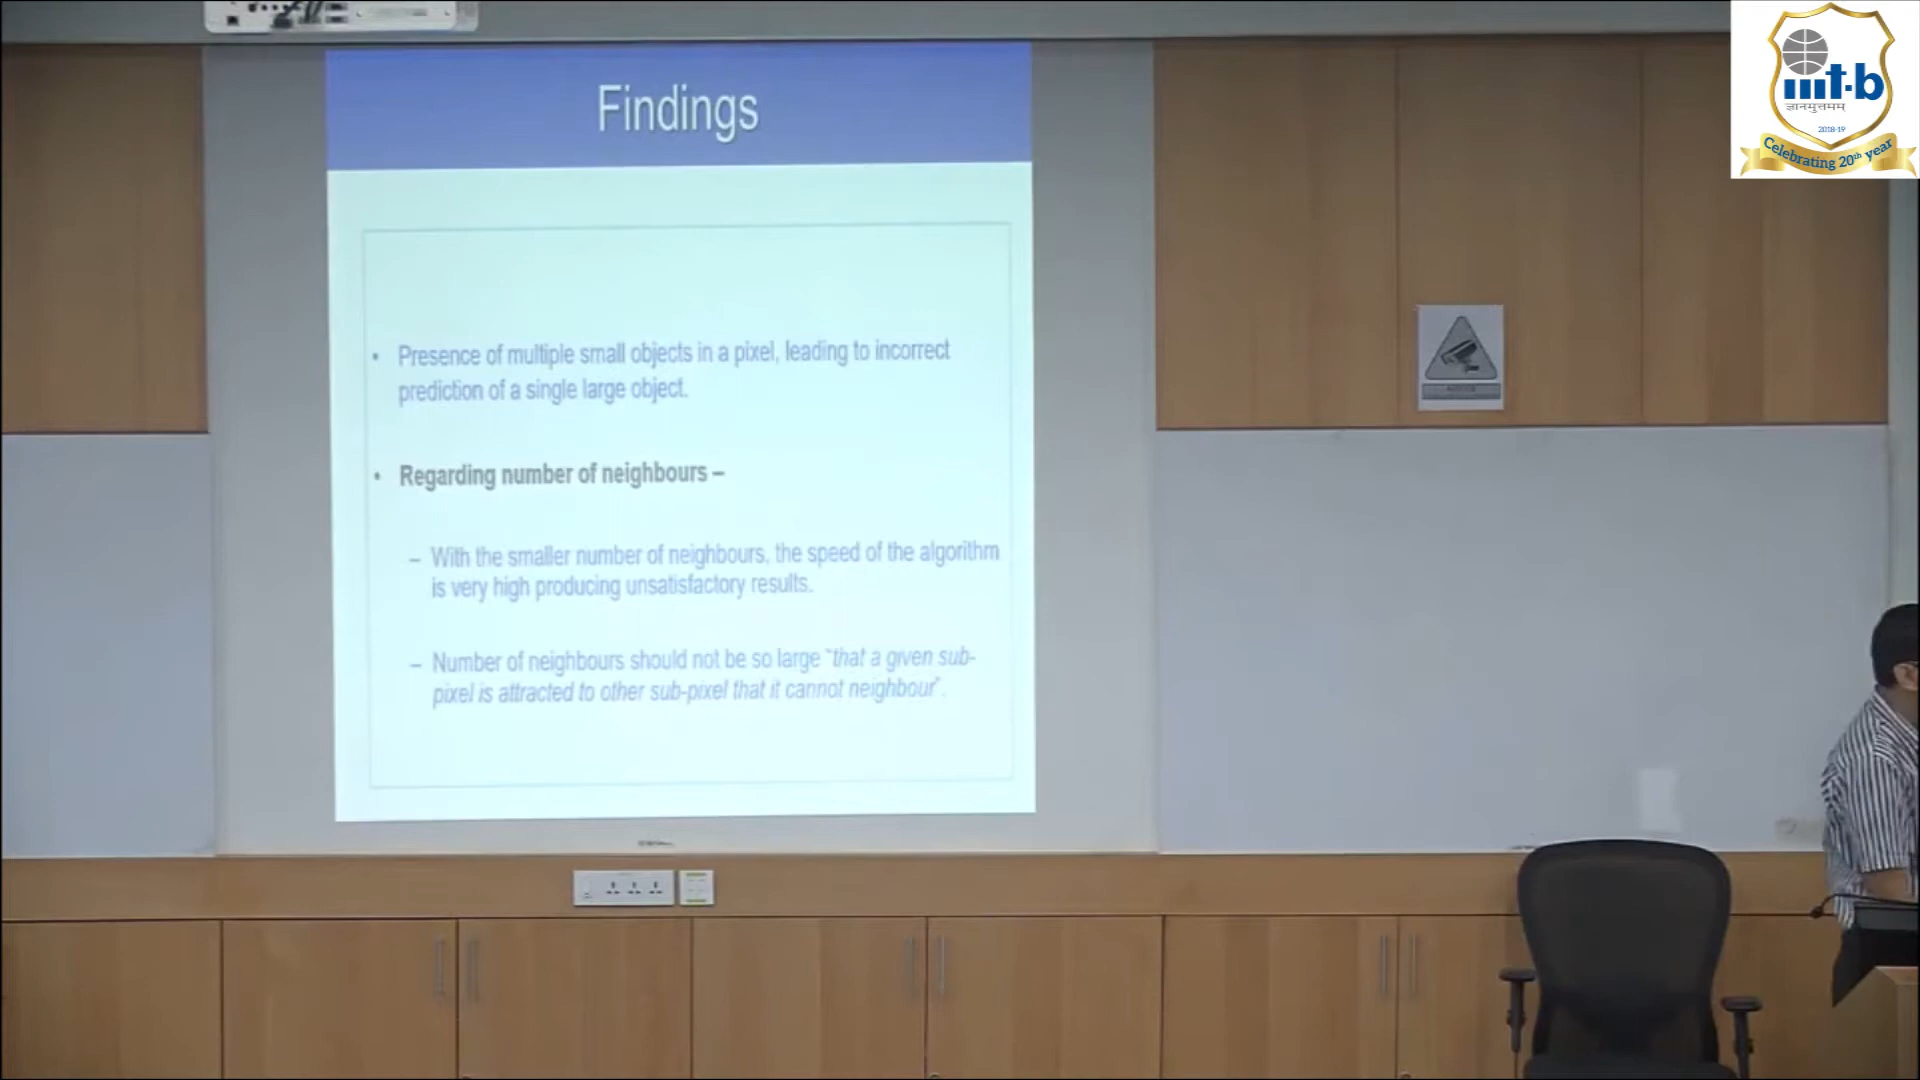 Findings
• Presence of multiple small objects in a pixel, leading to incorrect
prediction of a single large object.
• Regarding number of neighbours –
– With the smaller number of neighbours, the speed of the algorithm
is very high producing unsatisfactory results.
– Number of neighbours should not be so large "that a given sub-
pixel is attracted to other sub-pixel that it cannot neighbour".
iiit-b
ज्ञानमुत्तमम्
2018-19
Celebrating 20th year